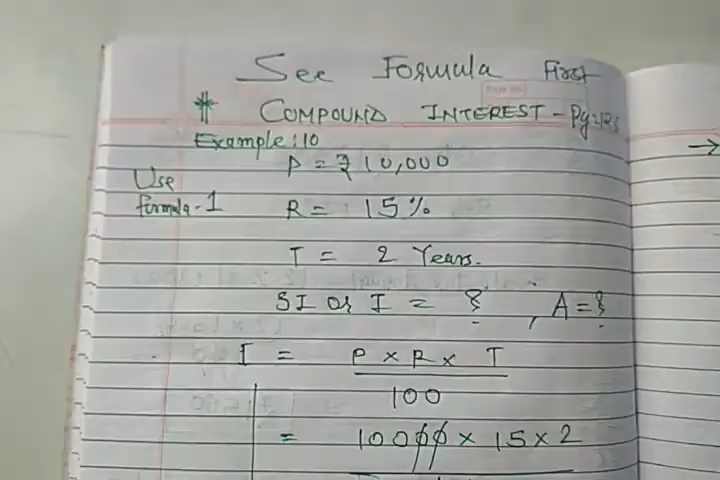 See Formula First
* COMPOUND INTEREST - Pg:
Example:10
P = ₹10,000
Use
formula-1
R = 15%
T = 2 Years.
SI or I = ? , A = ?
I = P × R × T
100
= 10000 × 15 × 2